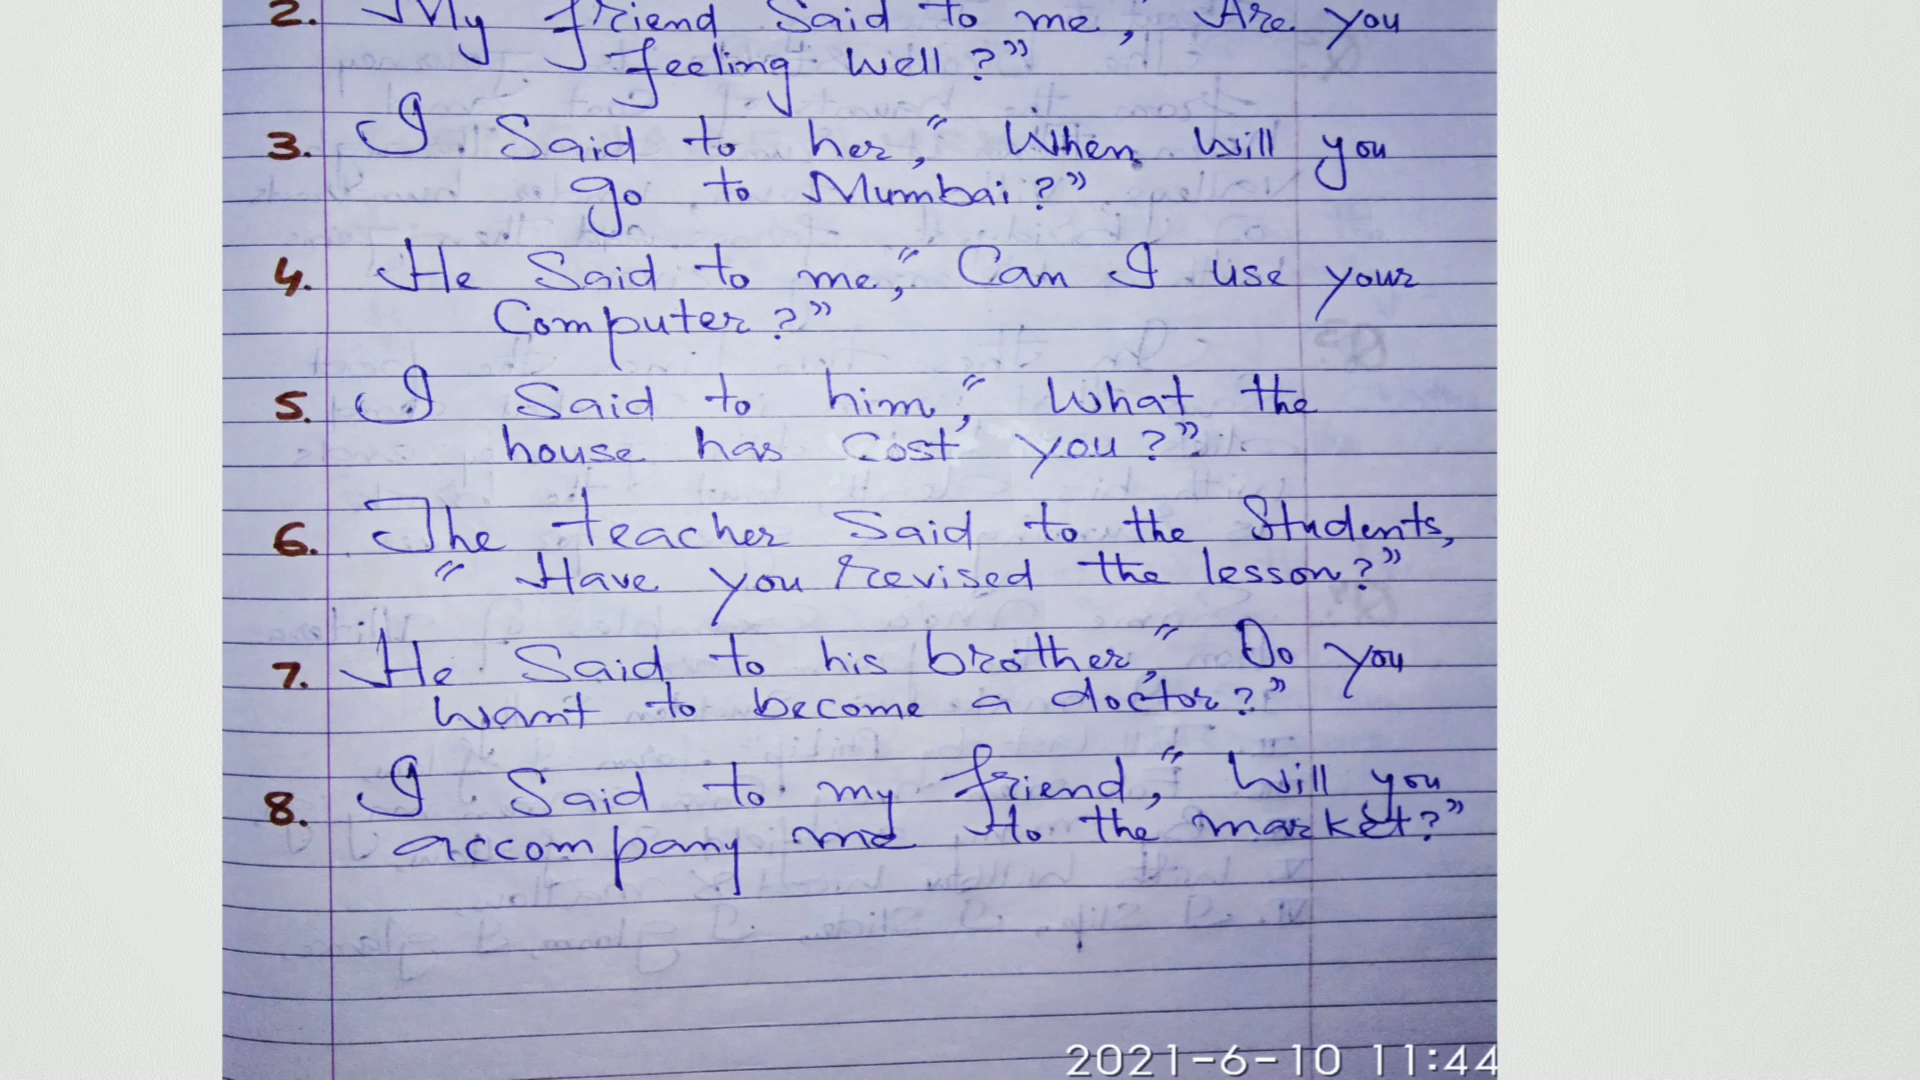 2. My friend Said to me, Are you
feeling well?”
3. I Said to her, “ When will you
go to Mumbai?”
4. He Said to me, “ Can I use your
Computer?”
5. I Said to him, “ What the
house has Cost you?”
6. The teacher Said to the Students,
“ Have you revised the lesson?”
7. He Said to his brother, “ Do you
want to become a doctor?”
8. I Said to my friend, “ Will you
accompany me to the market?”
2021-6-10 11:44